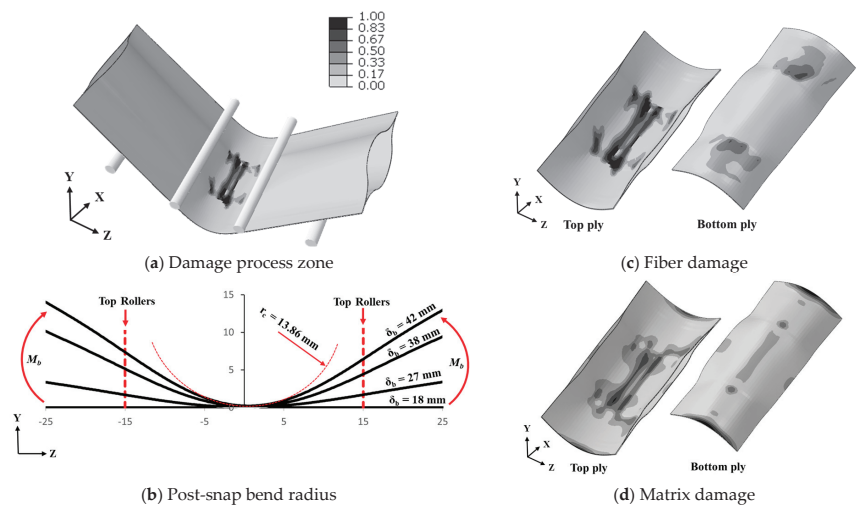 1.00
0.83
0.67
0.50
0.33
0.17
0.00
Y
X
Z
(a) Damage process zone
15
10
5
0
Top Rollers
Top Rollers
r_c = 13.86 mm
δ_b = 42 mm
δ_b = 38 mm
δ_b = 27 mm
δ_b = 18 mm
M_b
M_b
-25
-15
-5
5
15
25
Y
Z
(b) Post-snap bend radius
Y
X
Z
Top ply
Bottom ply
(c) Fiber damage
Y
X
Z
Top ply
Bottom ply
(d) Matrix damage